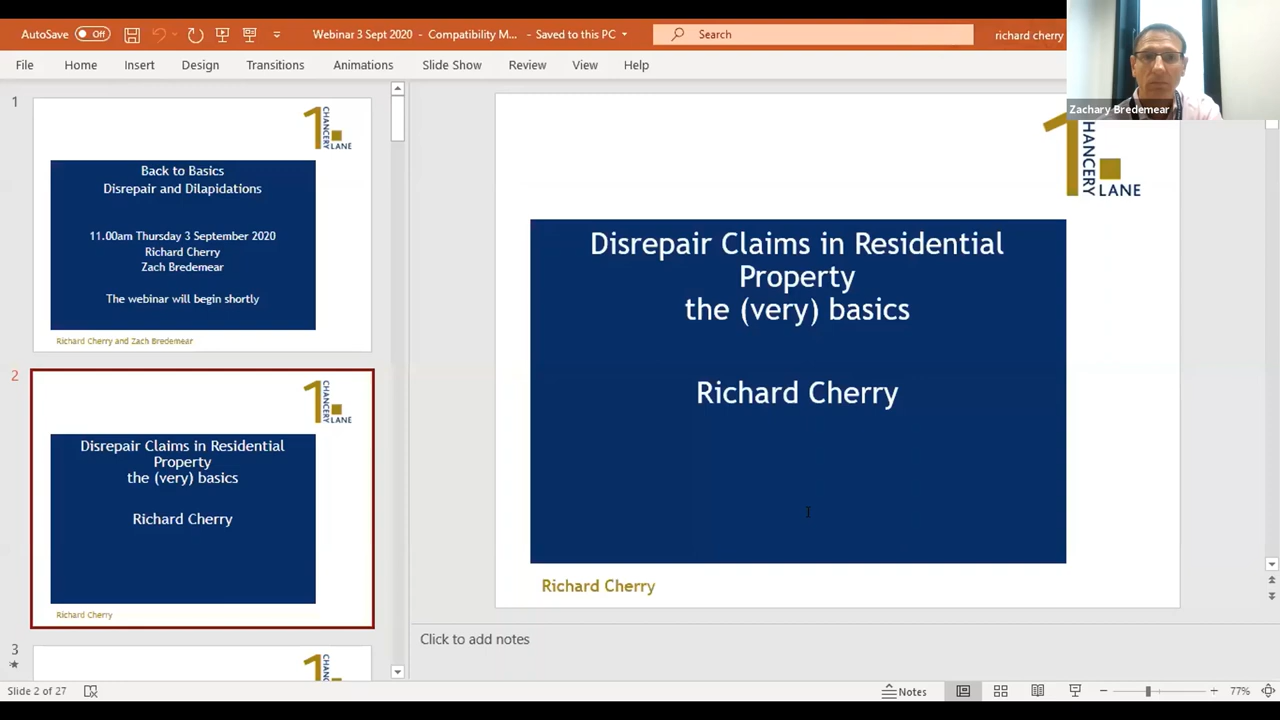 AutoSave Off
Webinar 3 Sept 2020 - Compatibility M... - Saved to this PC
Search
richard cherry
File Home Insert Design Transitions Animations Slide Show Review View Help
Zachary Bredemear
1
1 CHANCERY LANE
Back to Basics
Disrepair and Dilapidations
11.00am Thursday 3 September 2020
Richard Cherry
Zach Bredemear
The webinar will begin shortly
Richard Cherry and Zach Bredemear
2
1 CHANCERY LANE
Disrepair Claims in Residential
Property
the (very) basics
Richard Cherry
Richard Cherry
3
HANCERY
LANE
Disrepair Claims in Residential
Property
the (very) basics
Richard Cherry
Richard Cherry
Click to add notes
Slide 2 of 27
Notes
77%